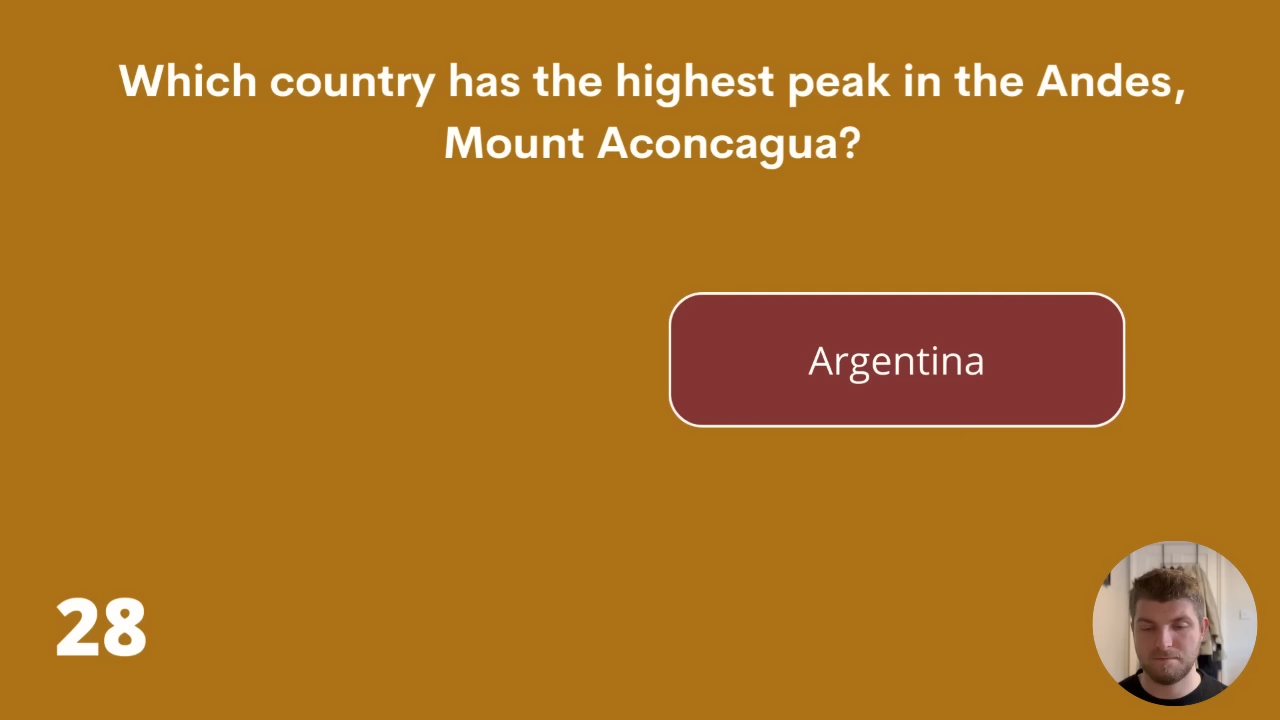 Which country has the highest peak in the Andes,
Mount Aconcagua?
Argentina
28